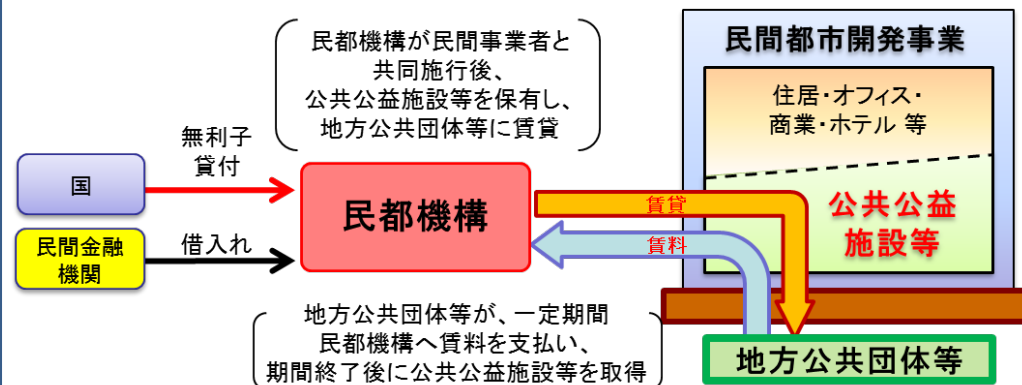 民都機構が民間事業者と
共同施行後、
公共公益施設等を保有し、
地方公共団体等に賃貸
民間都市開発事業
住居・オフィス・
商業・ホテル 等
公共公益
施設等
無利子
貸付
国
民間金融
機関
借入れ
民都機構
賃貸
賃料
地方公共団体等が、一定期間
民都機構へ賃料を支払い、
期間終了後に公共公益施設等を取得
地方公共団体等